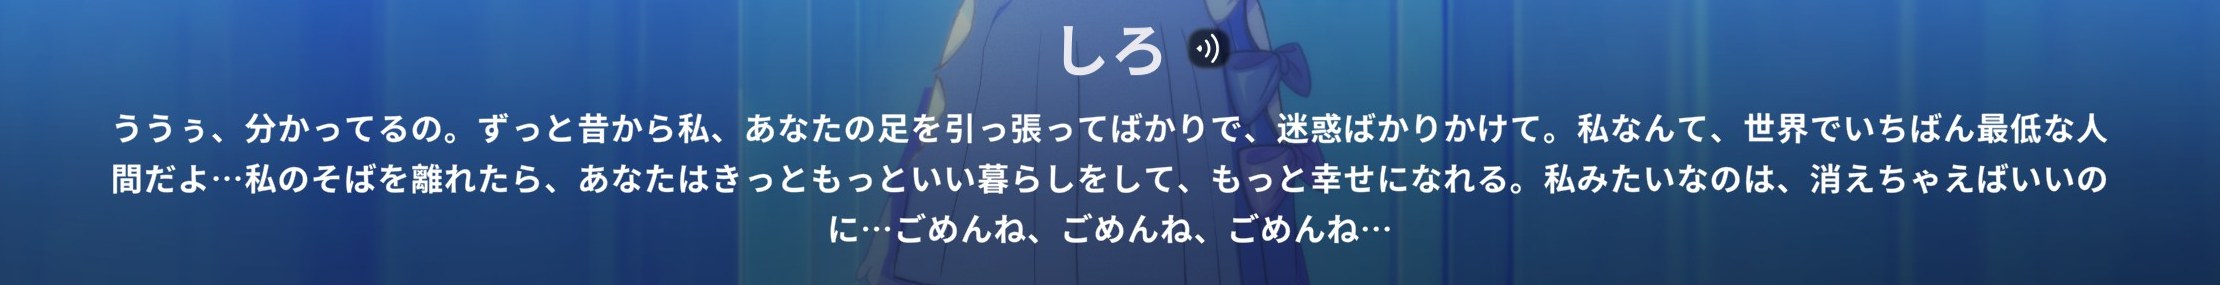 しろ
ううぅ、分かってるの。ずっと昔から私、あなたの足を引っ張ってばかりで、迷惑ばかりかけて。私なんて、世界でいちばん最低な人
間だよ…私のそばを離れたら、あなたはきっともっといい暮らしをして、もっと幸せになれる。私みたいなのは、消えちゃえばいいの
に…ごめんね、ごめんね、ごめんね…